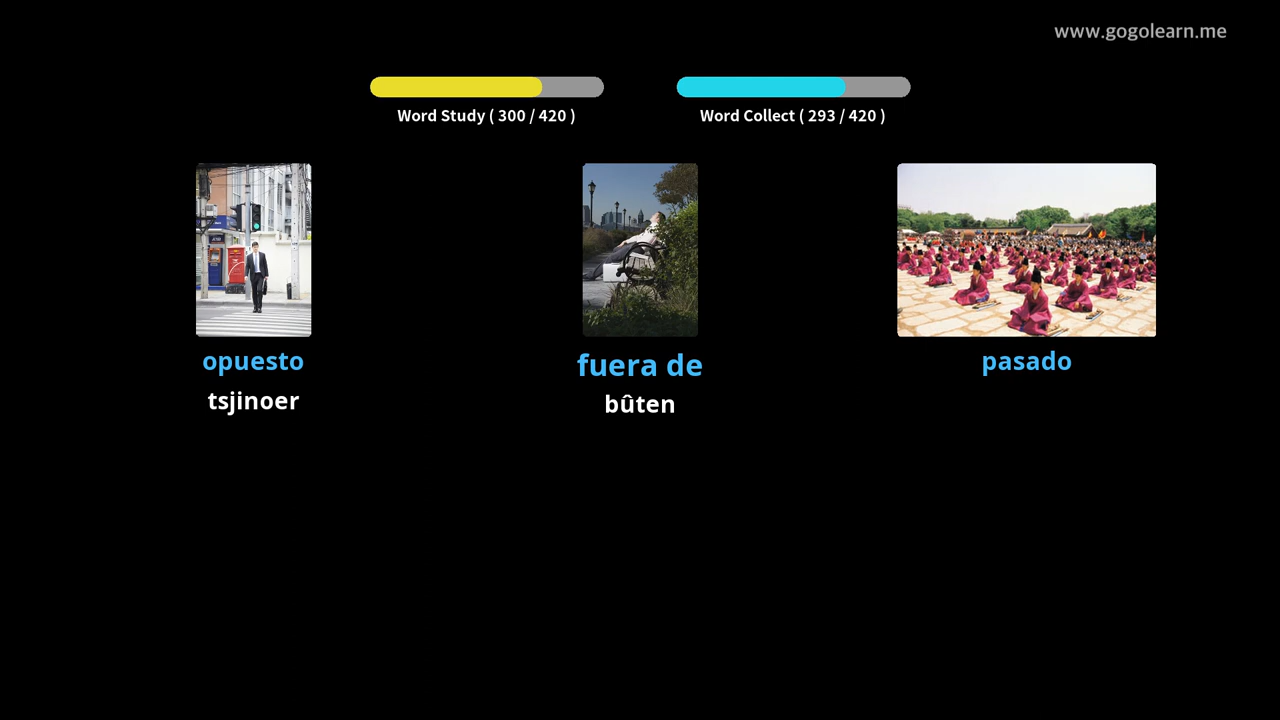 www.gogolearn.me
Word Study ( 300 / 420 )
Word Collect ( 293 / 420 )
opuesto
tsjinoer
fuera de
bûten
pasado